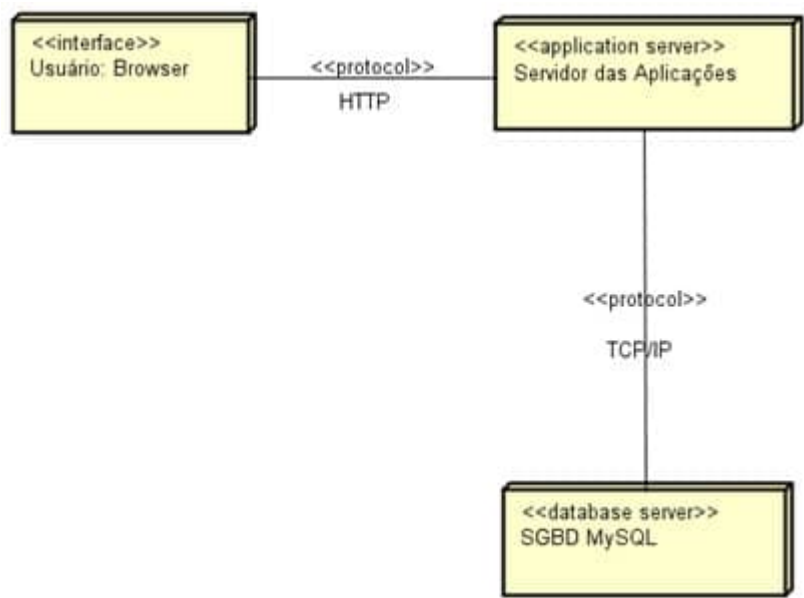 <<interface>>
Usuário: Browser
<<protocol>>
HTTP
<<application server>>
Servidor das Aplicações
<<protocol>>
TCP/IP
<<database server>>
SGBD MySQL